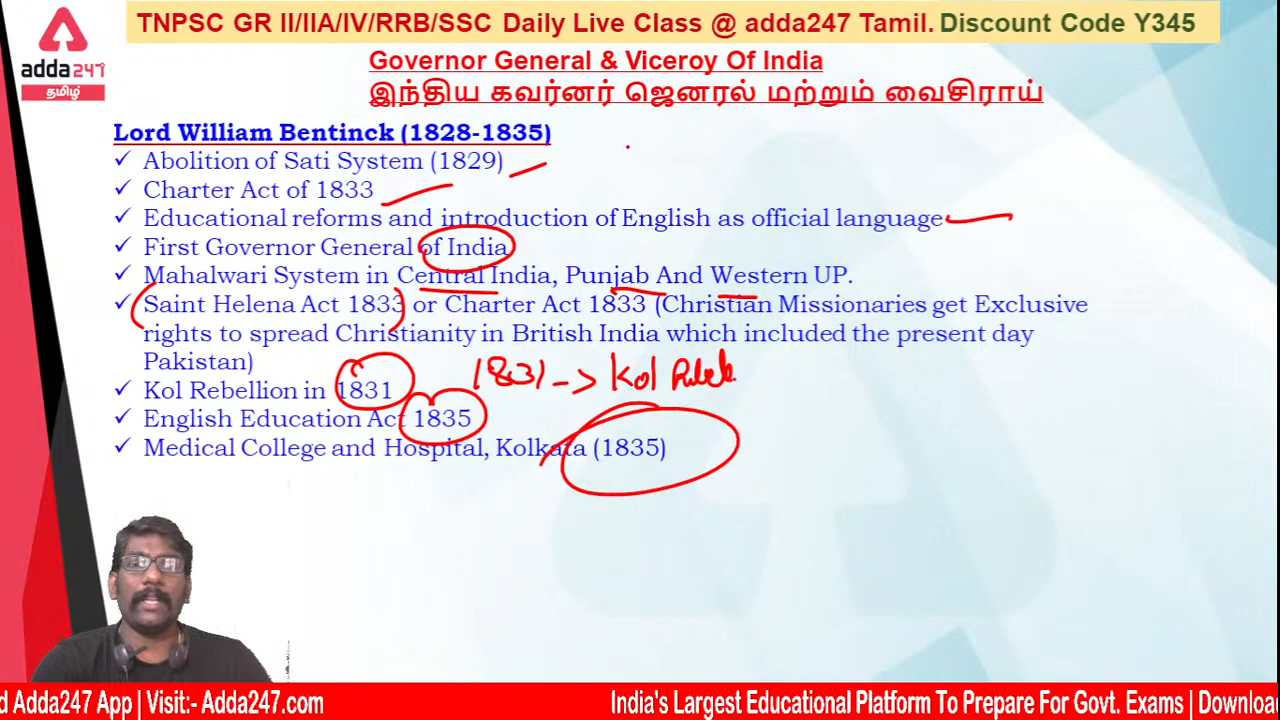 TNPSC GR II/IIA/IV/RRB/SSC Daily Live Class @ adda247 Tamil. Discount Code Y345
adda247
தமிழ்
Governor General & Viceroy Of India
இந்திய கவர்னர் ஜெனரல் மற்றும் வைசிராய்
Lord William Bentinck (1828-1835)
✓ Abolition of Sati System (1829)
✓ Charter Act of 1833
✓ Educational reforms and introduction of English as official language
✓ First Governor General of India
✓ Mahalwari System in Central India, Punjab And Western UP.
✓ Saint Helena Act 1833 or Charter Act 1833 (Christian Missionaries get Exclusive
rights to spread Christianity in British India which included the present day
Pakistan)
✓ Kol Rebellion in 1831
1831 -> Kol
✓ English Education Act 1835
✓ Medical College and Hospital, Kolkata (1835)
d Adda247 App | Visit:- Adda247.com
India's Largest Educational Platform To Prepare For Govt. Exams | Downloa